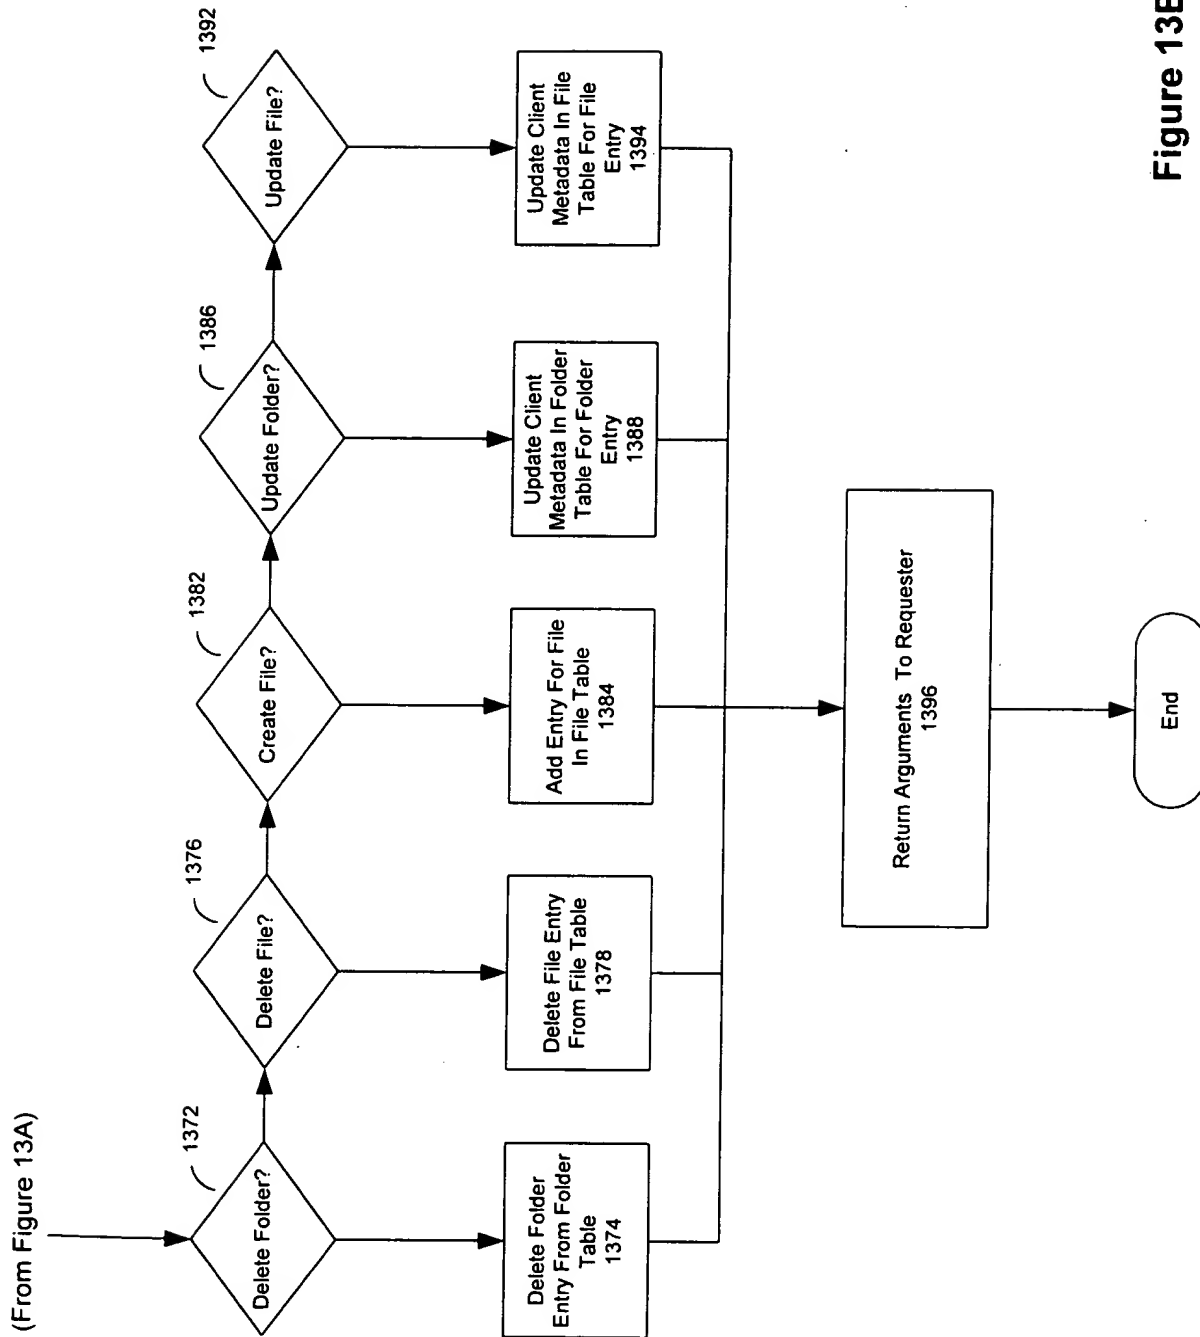 (From Figure 13A)
1372
Delete Folder?
1376
Delete File?
1382
Create File?
1386
Update Folder?
1392
Update File?
Delete Folder
Entry From Folder
Table
1374
Delete File Entry
From File Table
1378
Add Entry For File
In File Table
1384
Update Client
Metadata In Folder
Table For Folder
Entry
1388
Update Client
Metadata In File
Table For File
Entry
1394
Return Arguments To Requester
1396
End
Figure 13B